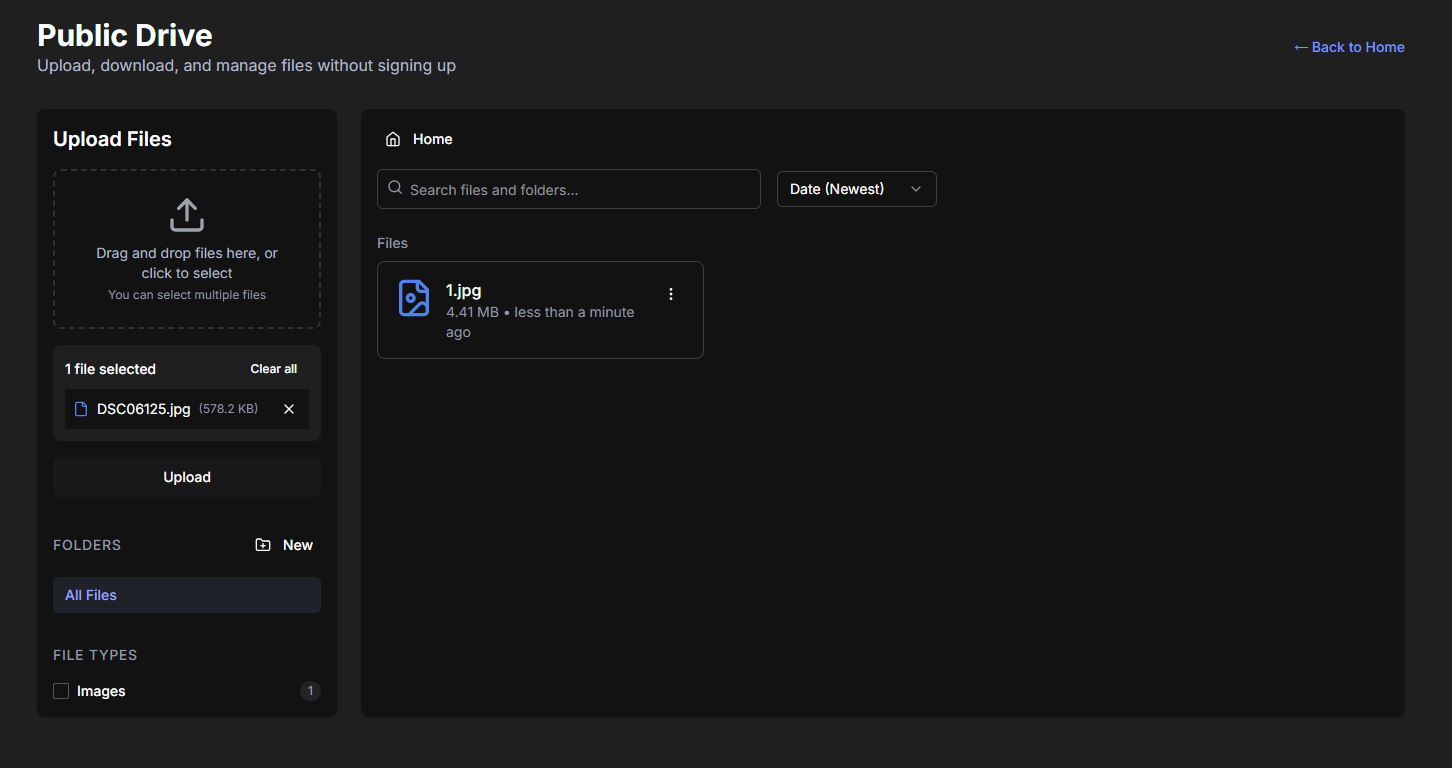 Public Drive
Upload, download, and manage files without signing up
← Back to Home
Upload Files
Drag and drop files here, or
click to select
You can select multiple files
1 file selected
Clear all
DSC06125.jpg (578.2 KB)
Upload
FOLDERS
New
All Files
FILE TYPES
Images
1
Home
Search files and folders...
Date (Newest)
Files
1.jpg
4.41 MB • less than a minute
ago